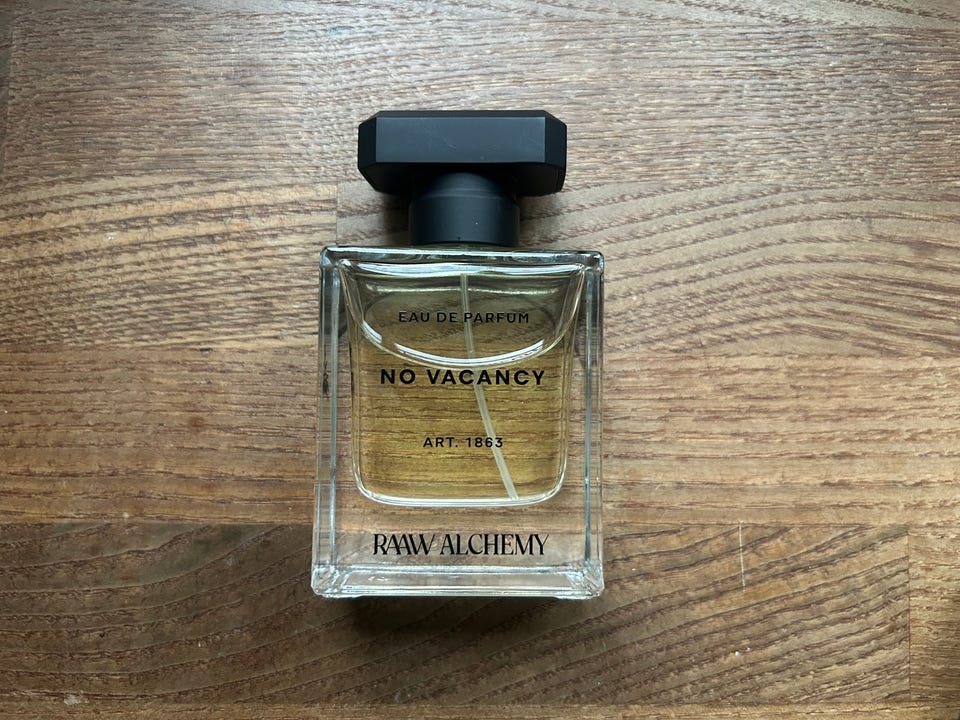 EAU DE PARFUM
NO VACANCY
ART. 1863
RAAW ALCHEMY